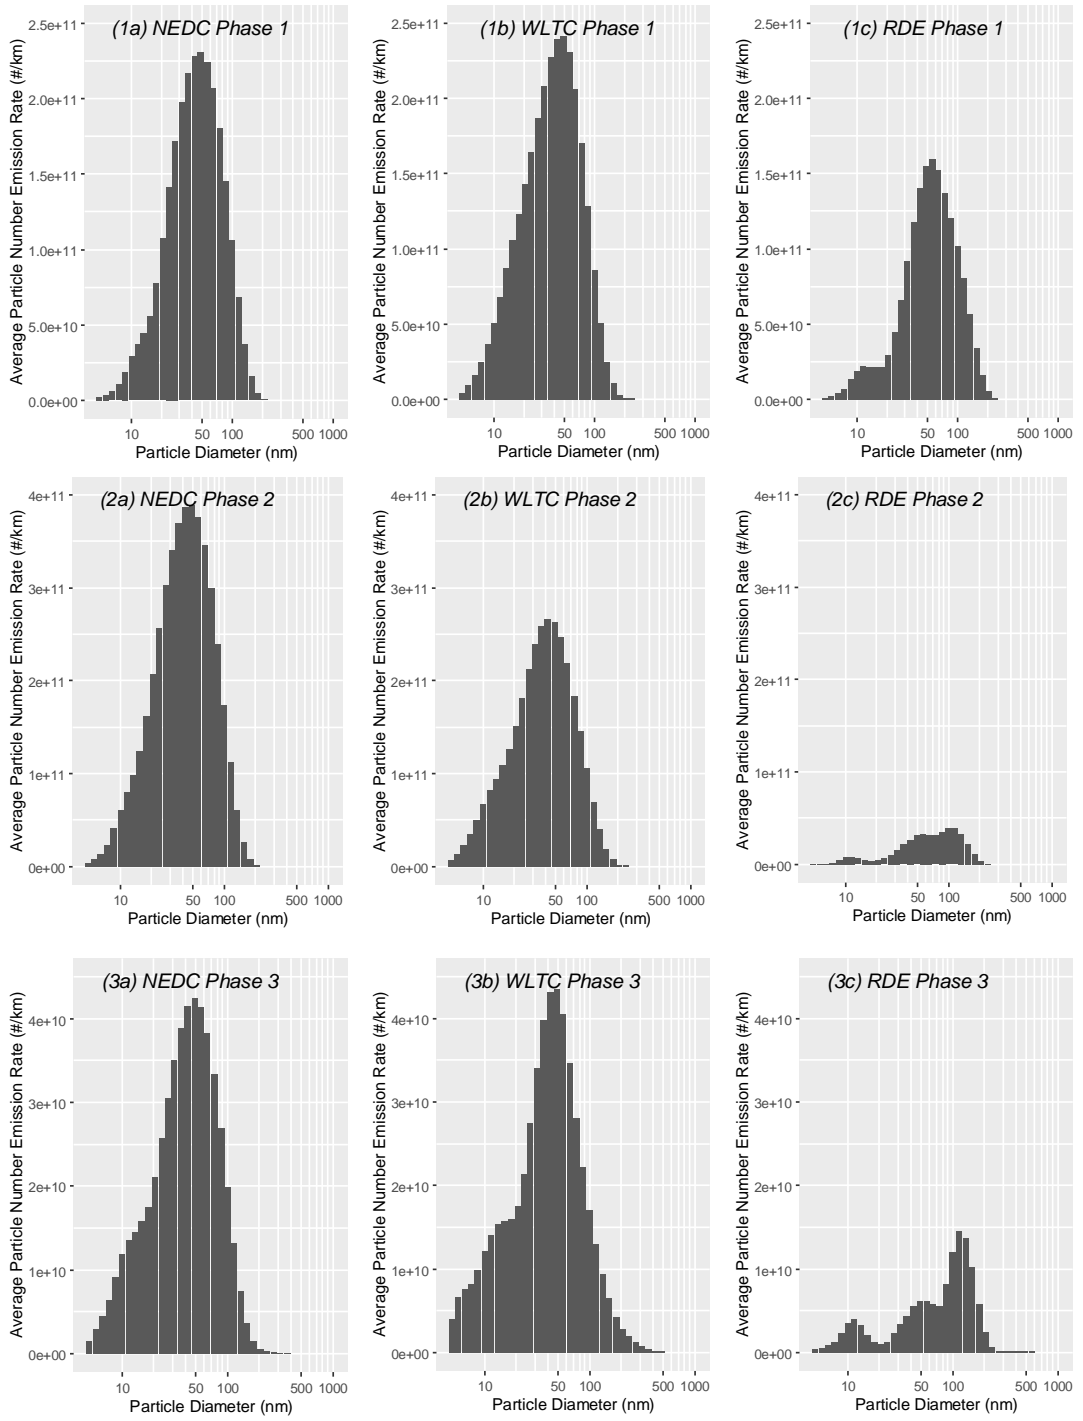 (1a) NEDC Phase 1
Average Particle Number Emission Rate (#/km)
2.5e+11
2.0e+11
1.5e+11
1.0e+11
5.0e+10
0.0e+00
10 50 100 500 1000
Particle Diameter (nm)
(1b) WLTC Phase 1
Average Particle Number Emission Rate (#/km)
2.5e+11
2.0e+11
1.5e+11
1.0e+11
5.0e+10
0.0e+00
10 50 100 500 1000
Particle Diameter (nm)
(1c) RDE Phase 1
Average Particle Number Emission Rate (#/km)
2.5e+11
2.0e+11
1.5e+11
1.0e+11
5.0e+10
0.0e+00
10 50 100 500 1000
Particle Diameter (nm)
(2a) NEDC Phase 2
Average Particle Number Emission Rate (#/km)
4e+11
3e+11
2e+11
1e+11
0e+00
10 50 100 500 1000
Particle Diameter (nm)
(2b) WLTC Phase 2
Average Particle Number Emission Rate (#/km)
4e+11
3e+11
2e+11
1e+11
0e+00
10 50 100 500 1000
Particle Diameter (nm)
(2c) RDE Phase 2
Average Particle Number Emission Rate (#/km)
4e+11
3e+11
2e+11
1e+11
0e+00
10 50 100 500 1000
Particle Diameter (nm)
(3a) NEDC Phase 3
Average Particle Number Emission Rate (#/km)
4e+10
3e+10
2e+10
1e+10
0e+00
10 50 100 500 1000
Particle Diameter (nm)
(3b) WLTC Phase 3
Average Particle Number Emission Rate (#/km)
4e+10
3e+10
2e+10
1e+10
0e+00
10 50 100 500 1000
Particle Diameter (nm)
(3c) RDE Phase 3
Average Particle Number Emission Rate (#/km)
4e+10
3e+10
2e+10
1e+10
0e+00
10 50 100 500 1000
Particle Diameter (nm)